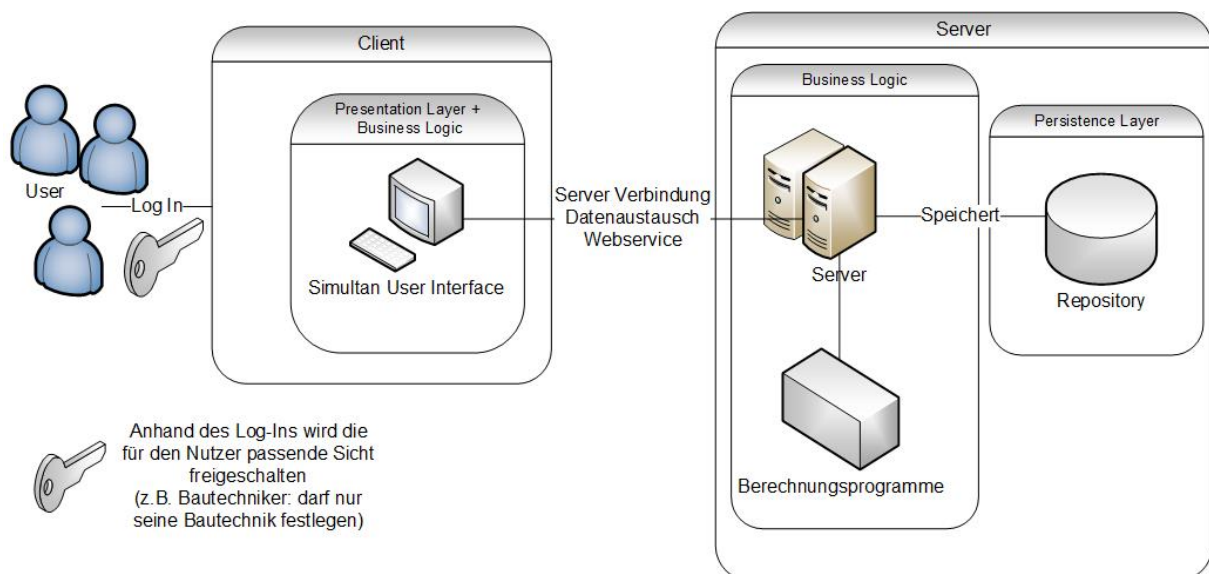 Client
Server
Presentation Layer +
Business Logic
Business Logic
Persistence Layer
User
Log In
Simultan User Interface
Server Verbindung
Datenaustausch
Webservice
Server
Speichert
Repository
Berechnungsprogramme
Anhand des Log-Ins wird die
für den Nutzer passende Sicht
freigeschalten
(z.B. Bautechniker: darf nur
seine Bautechnik festlegen)